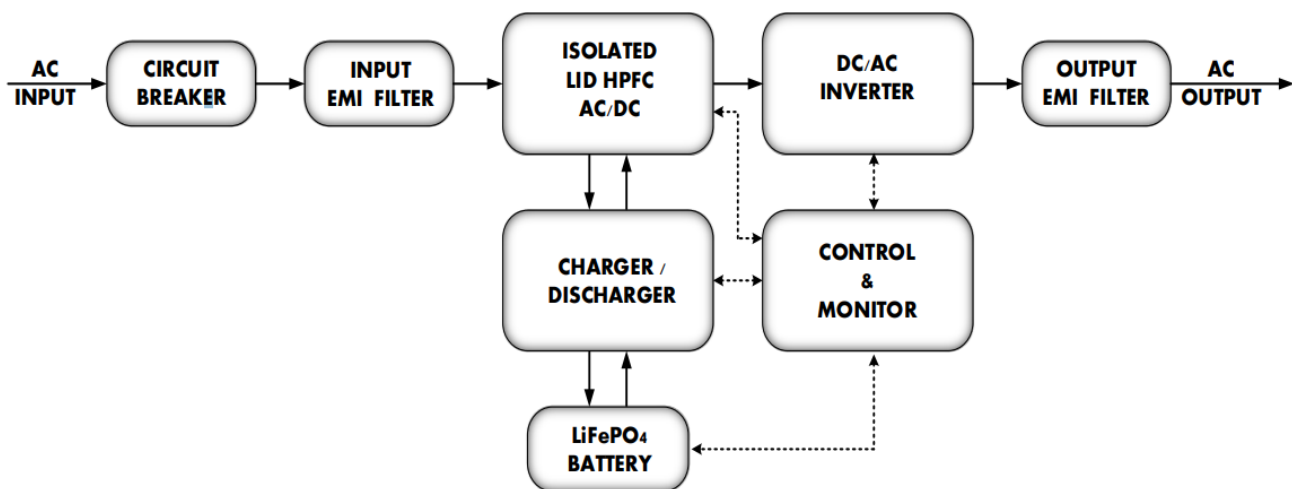 AC
INPUT
CIRCUIT
BREAKER
INPUT
EMI FILTER
ISOLATED
LID HPFC
AC/DC
DC/AC
INVERTER
OUTPUT
EMI FILTER
AC
OUTPUT
CHARGER /
DISCHARGER
CONTROL
&
MONITOR
LiFePO4
BATTERY